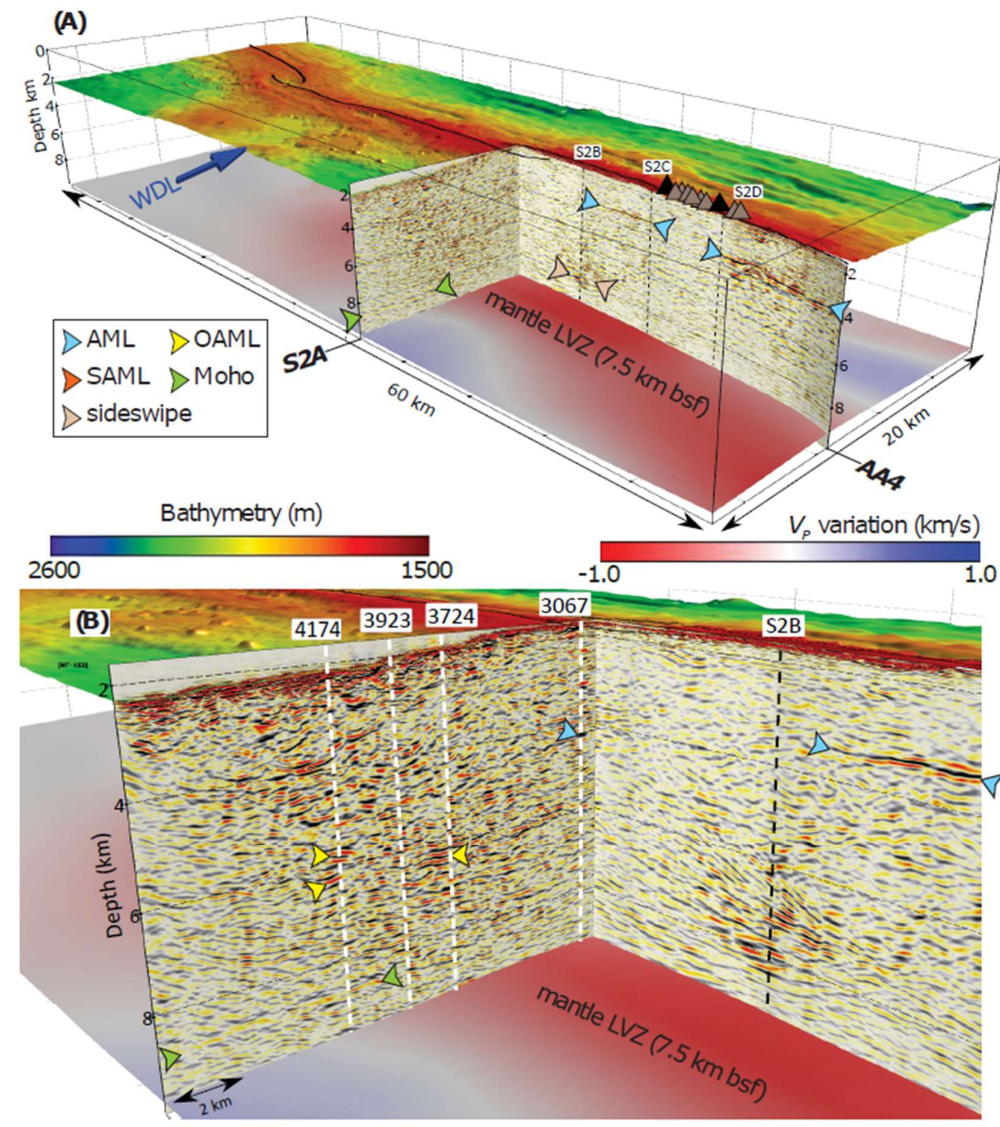 (A)
0
2
4
6
8
Depth km
WDL
S2B
S2C
S2D
2
4
6
8
2
4
6
8
mantle LVZ (7.5 km bsf)
AML
OAML
SAML
Moho
sideswipe
S2A
60 km
20 km
AA4
Bathymetry (m)
2600
1500
VP variation (km/s)
-1.0
1.0
(B)
4174
3923
3724
3067
S2B
2
4
6
8
Depth (km)
2 km
mantle LVZ (7.5 km bsf)